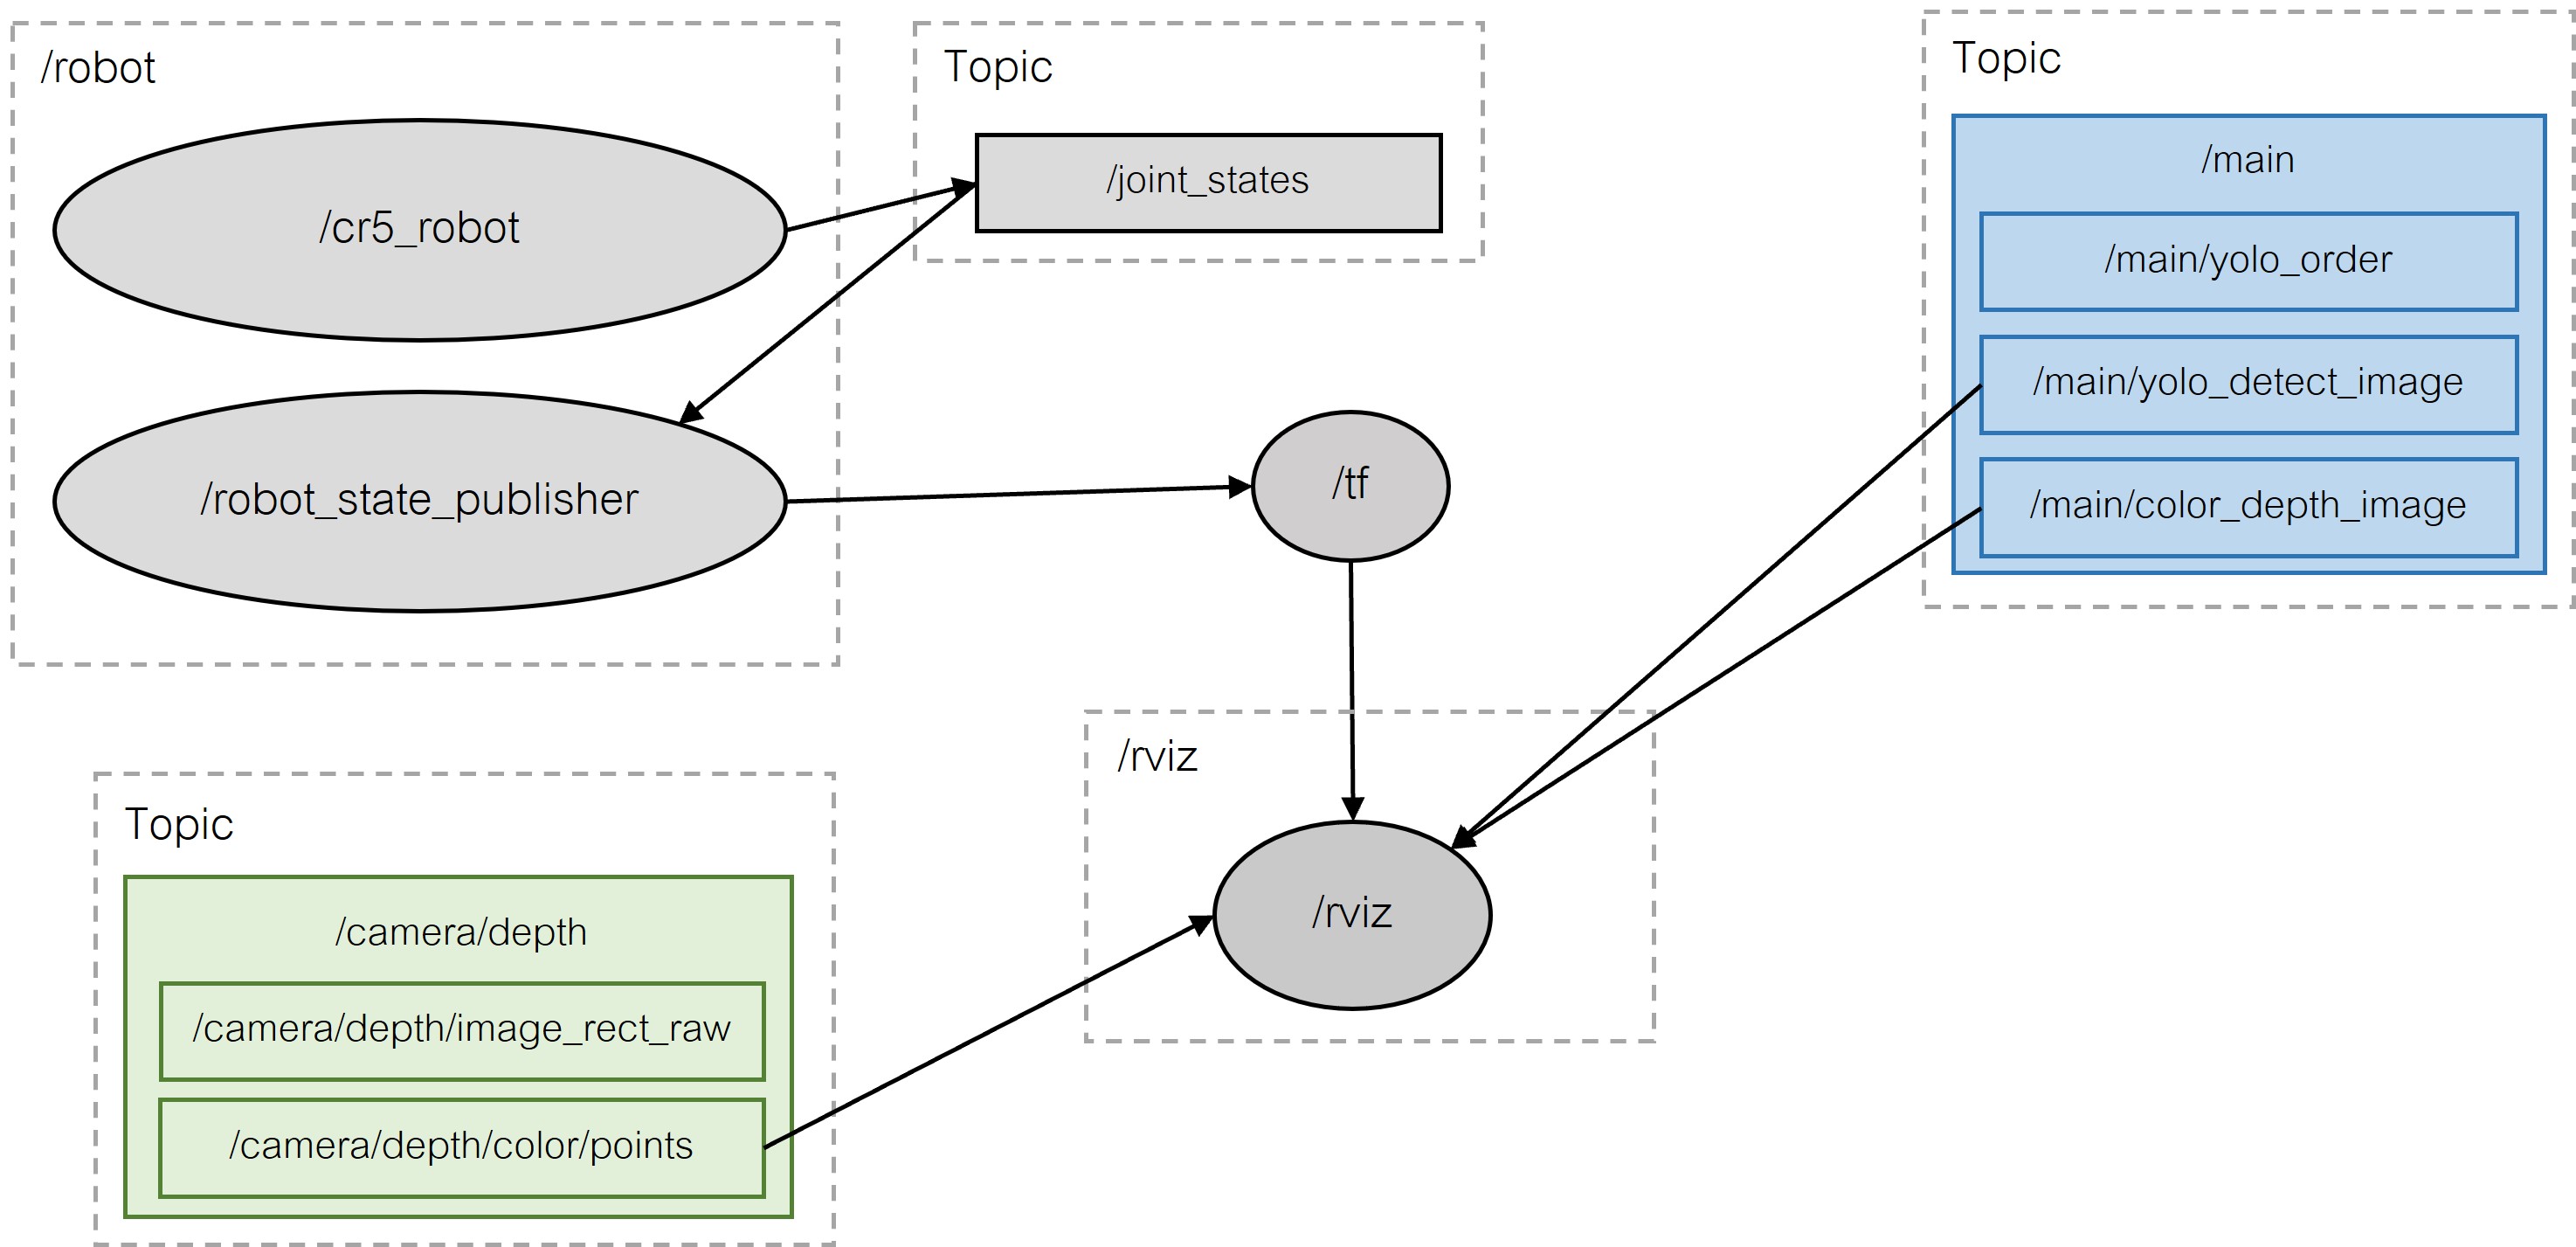 /robot
/cr5_robot
/robot_state_publisher
Topic
/joint_states
/tf
Topic
/main
/main/yolo_order
/main/yolo_detect_image
/main/color_depth_image
Topic
/camera/depth
/camera/depth/image_rect_raw
/camera/depth/color/points
/rviz
/rviz